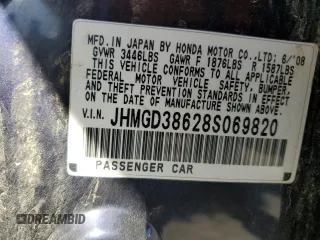 MFD. IN JAPAN BY HONDA MOTOR CO.,LTD: 6/'08
GVWR 3446LBS GAWR F 1876LBS R 1587LBS
THIS VEHICLE CONFORMS TO ALL APPLICABLE
FEDERAL MOTOR VEHICLE SAFETY, BUMPER,
AND THEFT PREVENTION STANDARDS IN EFFECT
ON THE DATE OF MANUFACTURE SHOWN ABOVE.
V.I.N. JHMGD38628S069820
PASSENGER CAR
DREAMBID